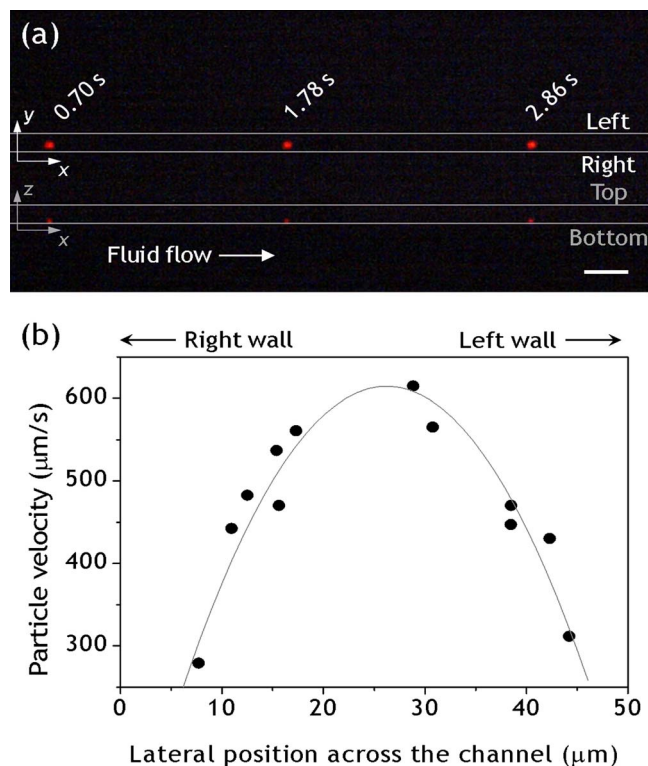 (a)
0.70 s
1.78 s
2.86 s
y
x
Left
Right
z
x
Top
Bottom
Fluid flow
(b)
Right wall
Left wall
Particle velocity (μm/s)
600
500
400
300
0
10
20
30
40
50
Lateral position across the channel (μm)